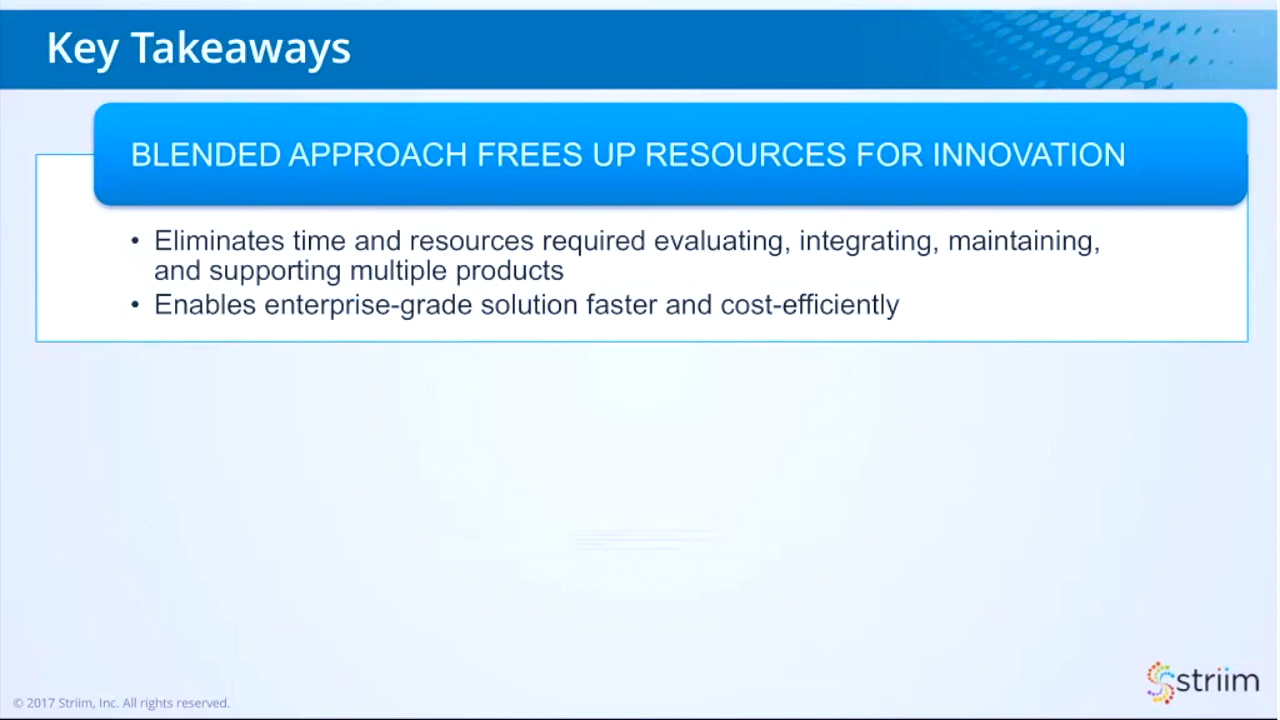 Key Takeaways
BLENDED APPROACH FREES UP RESOURCES FOR INNOVATION
• Eliminates time and resources required evaluating, integrating, maintaining,
and supporting multiple products
• Enables enterprise-grade solution faster and cost-efficiently
striim
© 2017 Striim, Inc. All rights reserved.